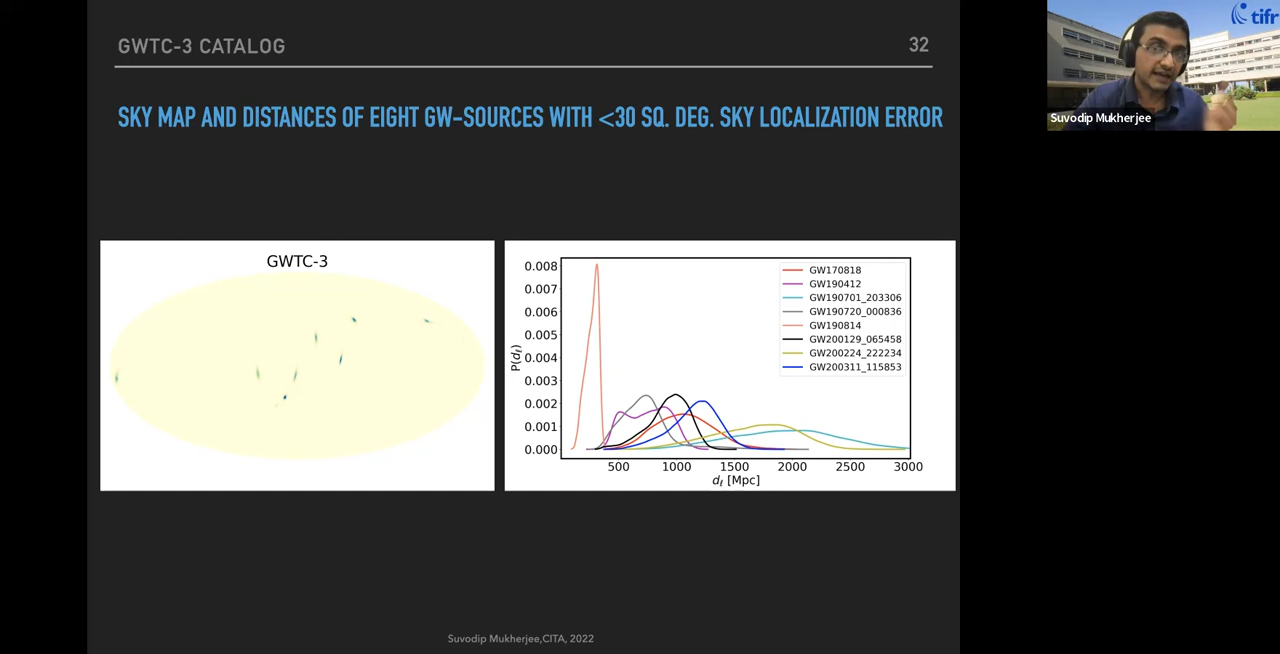 GWTC-3 CATALOG
32
SKY MAP AND DISTANCES OF EIGHT GW-SOURCES WITH <30 SQ. DEG. SKY LOCALIZATION ERROR
GWTC-3
0.008
0.007
0.006
0.005
0.004
0.003
0.002
0.001
0.000
P(dℓ)
GW170818
GW190412
GW190701_203306
GW190720_000836
GW190814
GW200129_065458
GW200224_222234
GW200311_115853
500 1000 1500 2000 2500 3000
dℓ [Mpc]
Suvodip Mukherjee,CITA, 2022
tifr
Suvodip Mukherjee